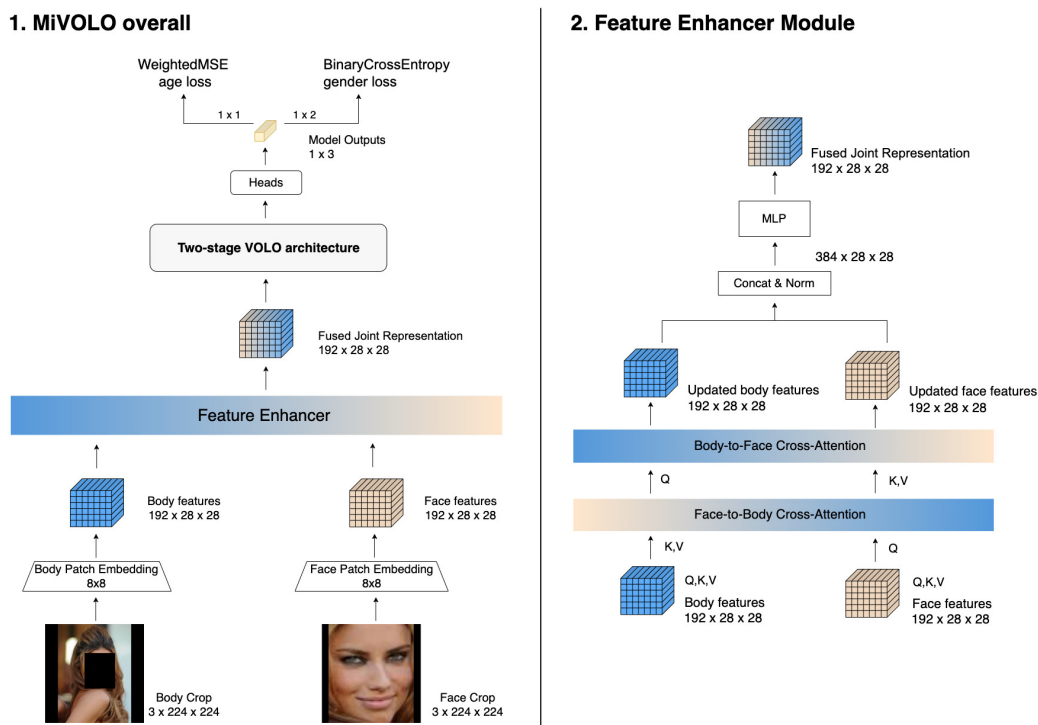 1. MiVOLO overall
WeightedMSE
age loss
BinaryCrossEntropy
gender loss
1 x 1
1 x 2
Model Outputs
1 x 3
Heads
Two-stage VOLO architecture
Fused Joint Representation
192 x 28 x 28
Feature Enhancer
Body features
192 x 28 x 28
Face features
192 x 28 x 28
Body Patch Embedding
8x8
Face Patch Embedding
8x8
Body Crop
3 x 224 x 224
Face Crop
3 x 224 x 224
2. Feature Enhancer Module
Fused Joint Representation
192 x 28 x 28
MLP
384 x 28 x 28
Concat & Norm
Updated body features
192 x 28 x 28
Updated face features
192 x 28 x 28
Body-to-Face Cross-Attention
Q
K,V
Face-to-Body Cross-Attention
K,V
Q
Q,K,V
Body features
192 x 28 x 28
Q,K,V
Face features
192 x 28 x 28